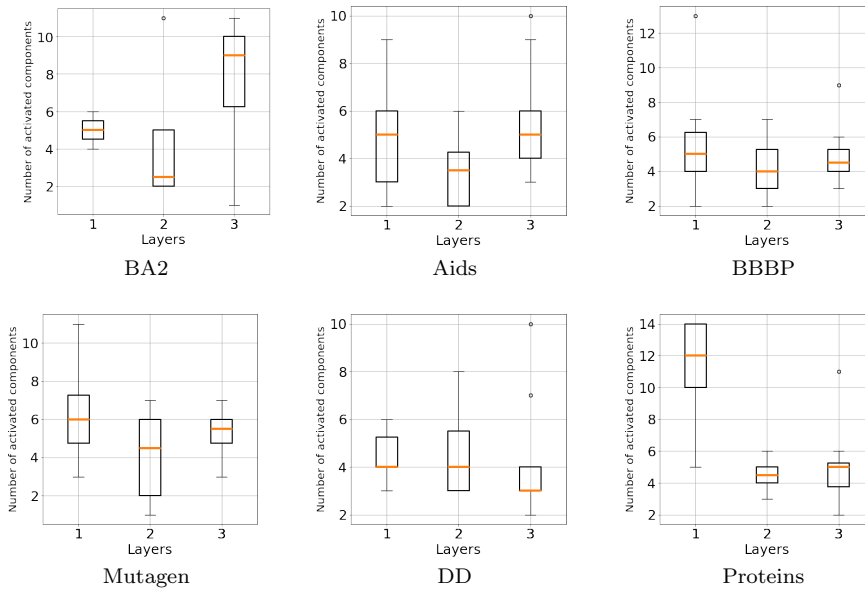 Number of activated components
10
8
6
4
2
1 2 3
Layers
BA2
Number of activated components
10
8
6
4
2
1 2 3
Layers
Aids
Number of activated components
12
10
8
6
4
2
1 2 3
Layers
BBBP
Number of activated components
10
8
6
4
2
1 2 3
Layers
Mutagen
Number of activated components
10
8
6
4
2
1 2 3
Layers
DD
Number of activated components
14
12
10
8
6
4
2
1 2 3
Layers
Proteins